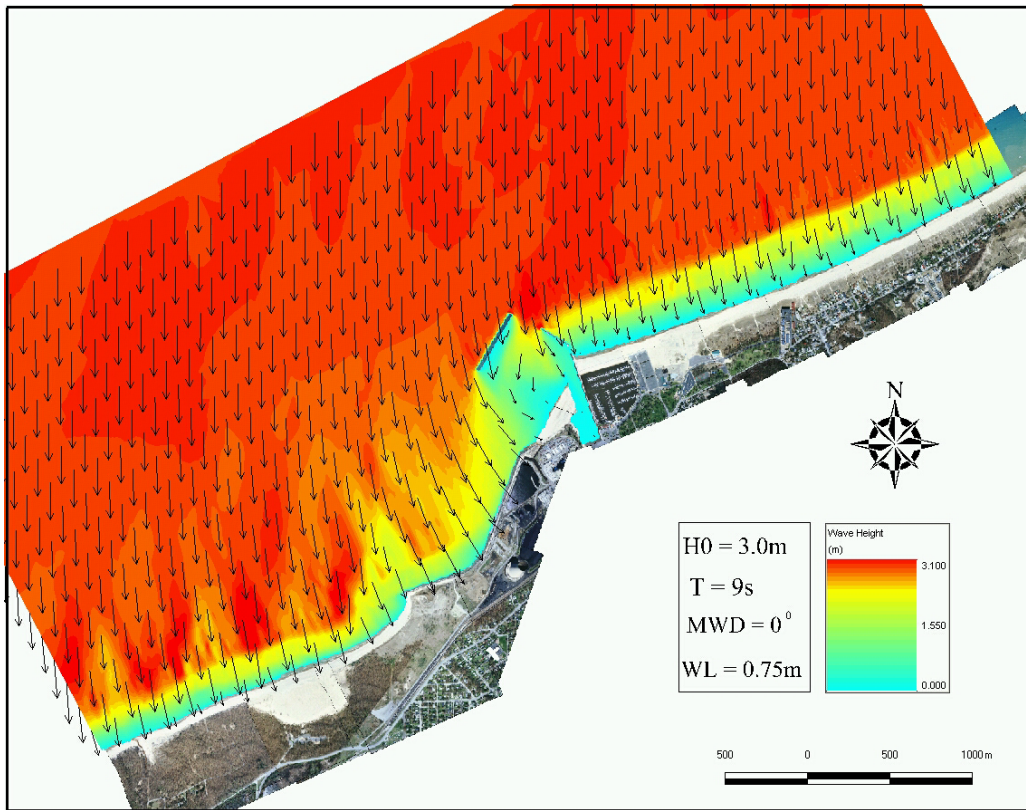 N
H0 = 3.0m
T = 9s
MWD = 0⁰
WL = 0.75m
Wave Height
(m)
3.100
1.550
0.000
500 0 500 1000 m